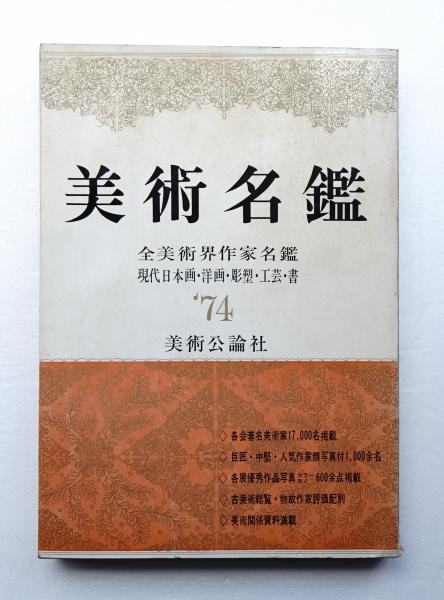 美術名鑑
全美術界作家名鑑
現代日本画・洋画・彫塑・工芸・書
'74
美術公論社
◇各会著名美術家17,000名掲載
◇巨匠・中堅・人気作家顔写真付1,000余名
◇各展優秀作品写真カラー600余点掲載
◇古美術総覧・物故作家評価配別
◇美術関係資料満載